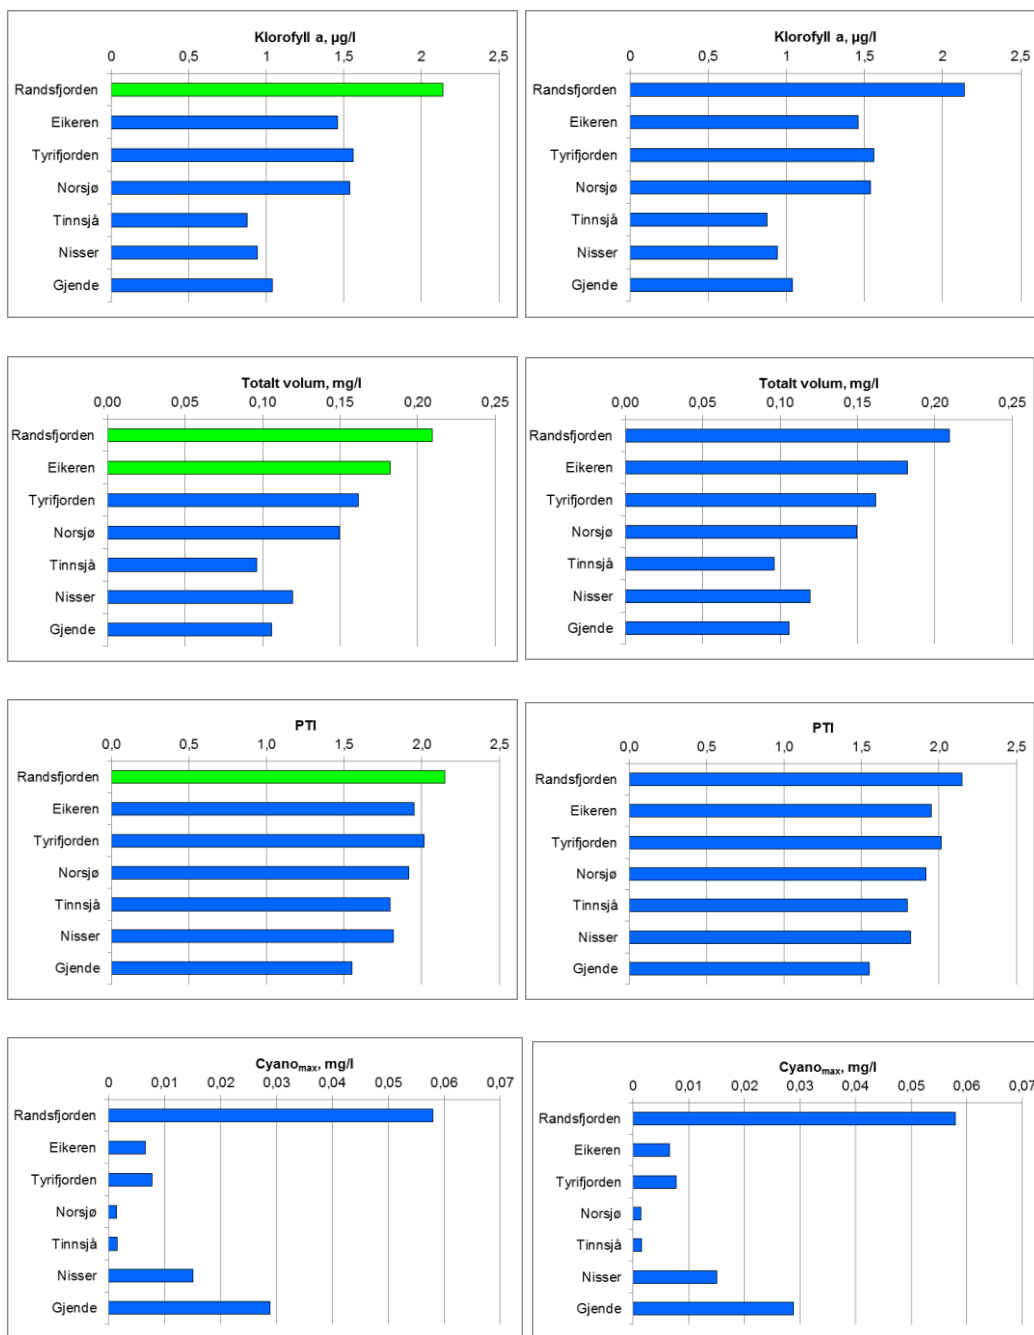 Klorofyll a, µg/l
0 0,5 1 1,5 2 2,5
Randsfjorden
Eikeren
Tyrifjorden
Norsjø
Tinnsjå
Nisser
Gjende
Klorofyll a, µg/l
0 0,5 1 1,5 2 2,5
Randsfjorden
Eikeren
Tyrifjorden
Norsjø
Tinnsjå
Nisser
Gjende
Totalt volum, mg/l
0,00 0,05 0,10 0,15 0,20 0,25
Randsfjorden
Eikeren
Tyrifjorden
Norsjø
Tinnsjå
Nisser
Gjende
Totalt volum, mg/l
0,00 0,05 0,10 0,15 0,20 0,25
Randsfjorden
Eikeren
Tyrifjorden
Norsjø
Tinnsjå
Nisser
Gjende
PTI
0,0 0,5 1,0 1,5 2,0 2,5
Randsfjorden
Eikeren
Tyrifjorden
Norsjø
Tinnsjå
Nisser
Gjende
PTI
0,0 0,5 1,0 1,5 2,0 2,5
Randsfjorden
Eikeren
Tyrifjorden
Norsjø
Tinnsjå
Nisser
Gjende
Cyanomax, mg/l
0 0,01 0,02 0,03 0,04 0,05 0,06 0,07
Randsfjorden
Eikeren
Tyrifjorden
Norsjø
Tinnsjå
Nisser
Gjende
Cyanomax, mg/l
0 0,01 0,02 0,03 0,04 0,05 0,06 0,07
Randsfjorden
Eikeren
Tyrifjorden
Norsjø
Tinnsjå
Nisser
Gjende